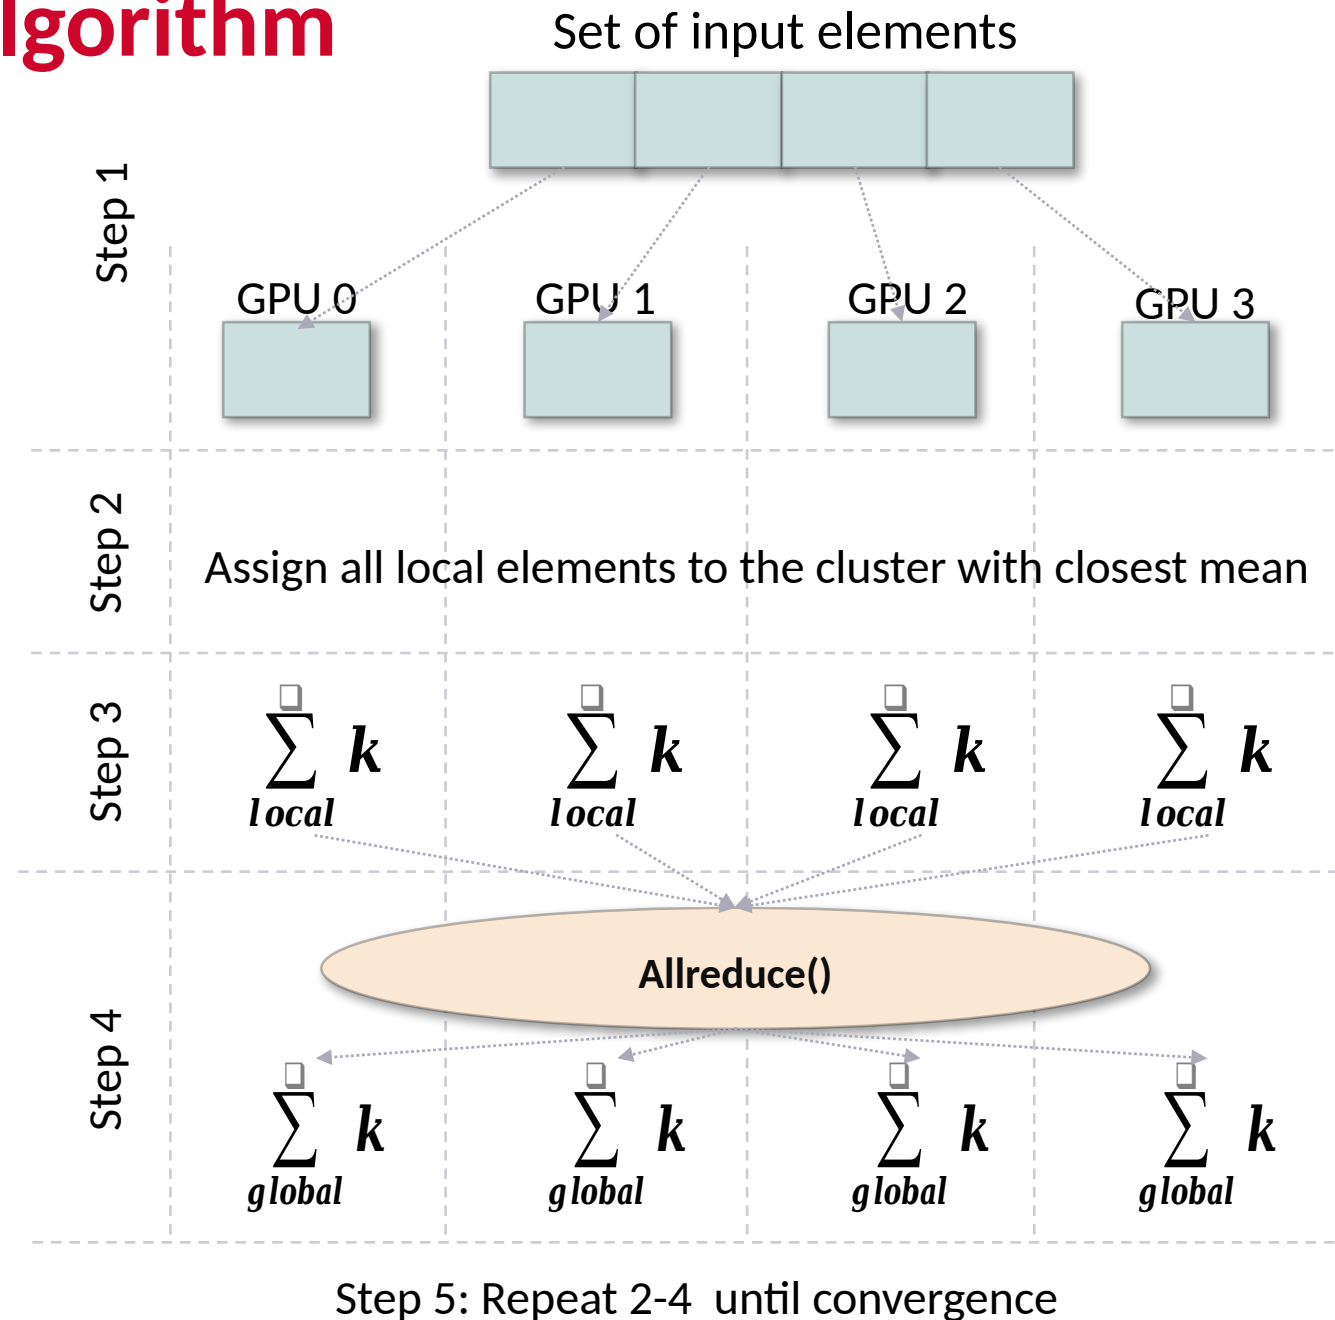 lgorithm
Set of input elements
Step 1
GPU 0 GPU 1 GPU 2 GPU 3
Step 2
Assign all local elements to the cluster with closest mean
Step 3
∑ k ∑ k ∑ k ∑ k
local local local local
Step 4
Allreduce()
∑ k ∑ k ∑ k ∑ k
global global global global
Step 5: Repeat 2-4 until convergence